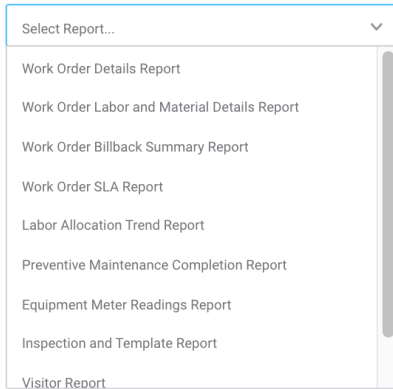 Select Report...
Work Order Details Report
Work Order Labor and Material Details Report
Work Order Billback Summary Report
Work Order SLA Report
Labor Allocation Trend Report
Preventive Maintenance Completion Report
Equipment Meter Readings Report
Inspection and Template Report
Visitor Report